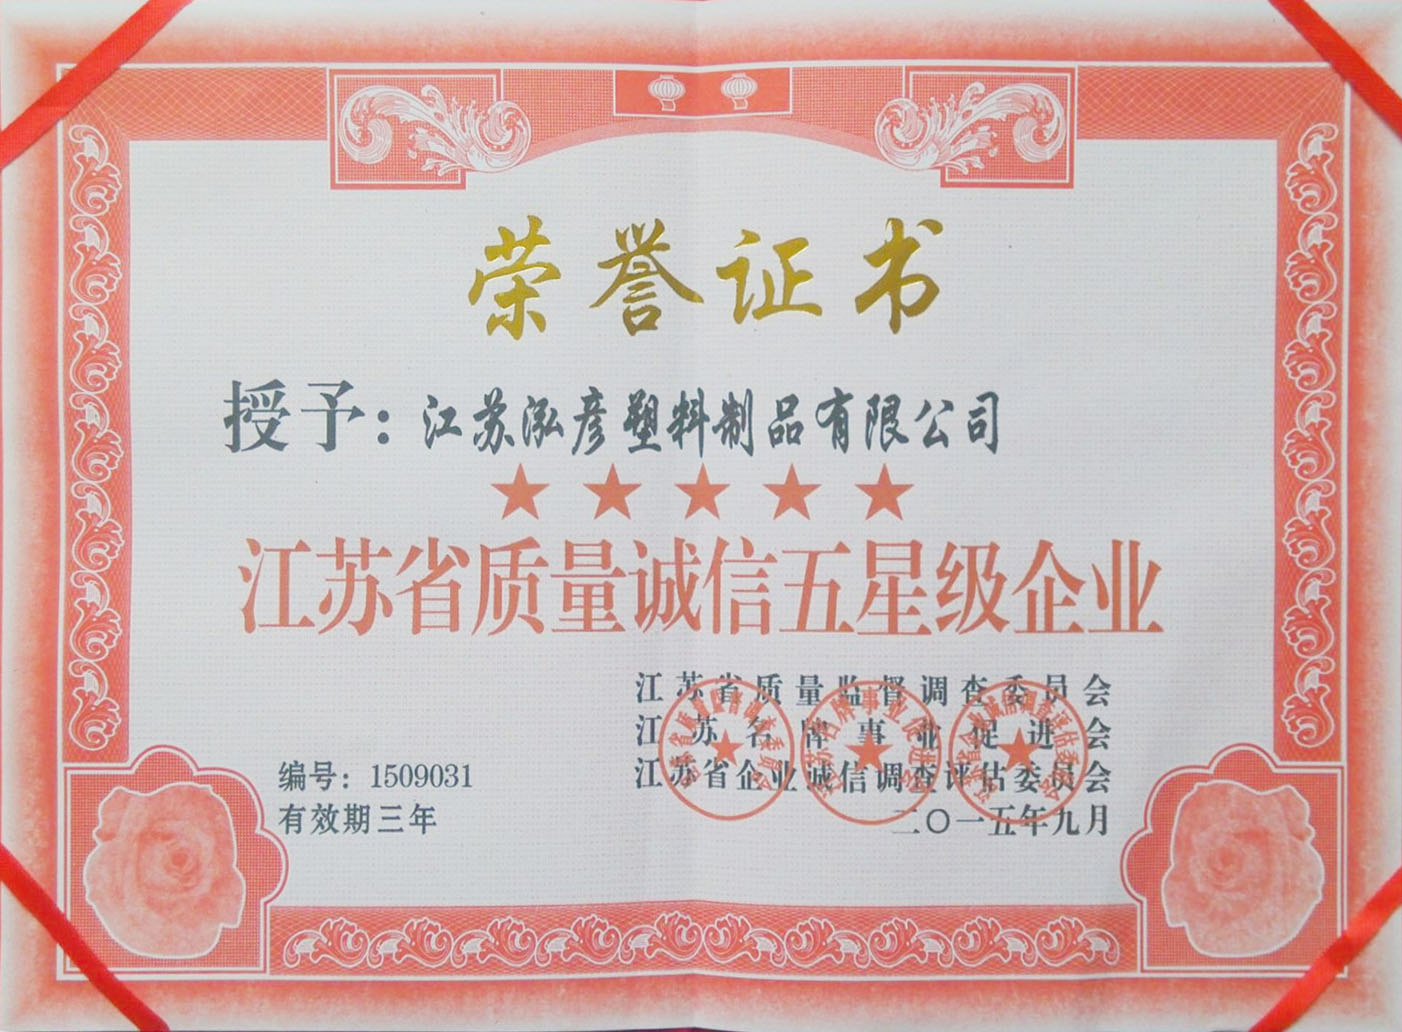 荣誉证书
授予：江苏泓彦塑料制品有限公司
江苏省质量诚信五星级企业
江苏省质量监督调查委员会
江苏名牌事业促进会
江苏省企业诚信调查评估委员会
编号：1509031
有效期三年
二〇一五年九月